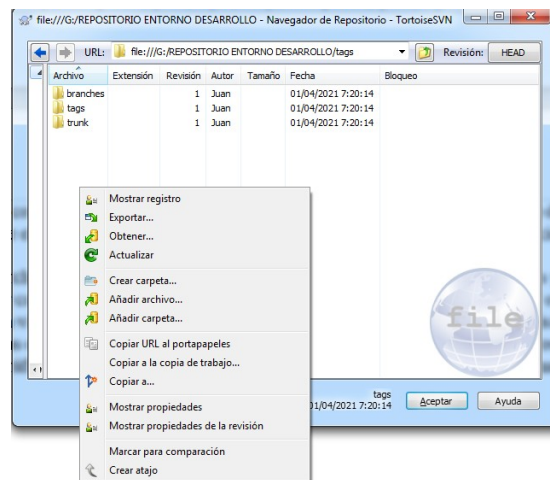 file:///G:/REPOSITORIO ENTORNO DESARROLLO - Navegador de Repositorio - TortoiseSVN
URL: file:///G:/REPOSITORIO ENTORNO DESARROLLO/tags Revisión: HEAD
Archivo Extensión Revisión Autor Tamaño Fecha Bloqueo
branches 1 Juan 01/04/2021 7:20:14
tags 1 Juan 01/04/2021 7:20:14
trunk 1 Juan 01/04/2021 7:20:14
Mostrar registro
Exportar...
Obtener...
Actualizar
Crear carpeta...
Añadir archivo...
Añadir carpeta...
file
Copiar URL al portapapeles
Copiar a la copia de trabajo...
Copiar a...
tags
01/04/2021 7:20:14 Aceptar Ayuda
Mostrar propiedades
Mostrar propiedades de la revisión
Marcar para comparación
Crear atajo